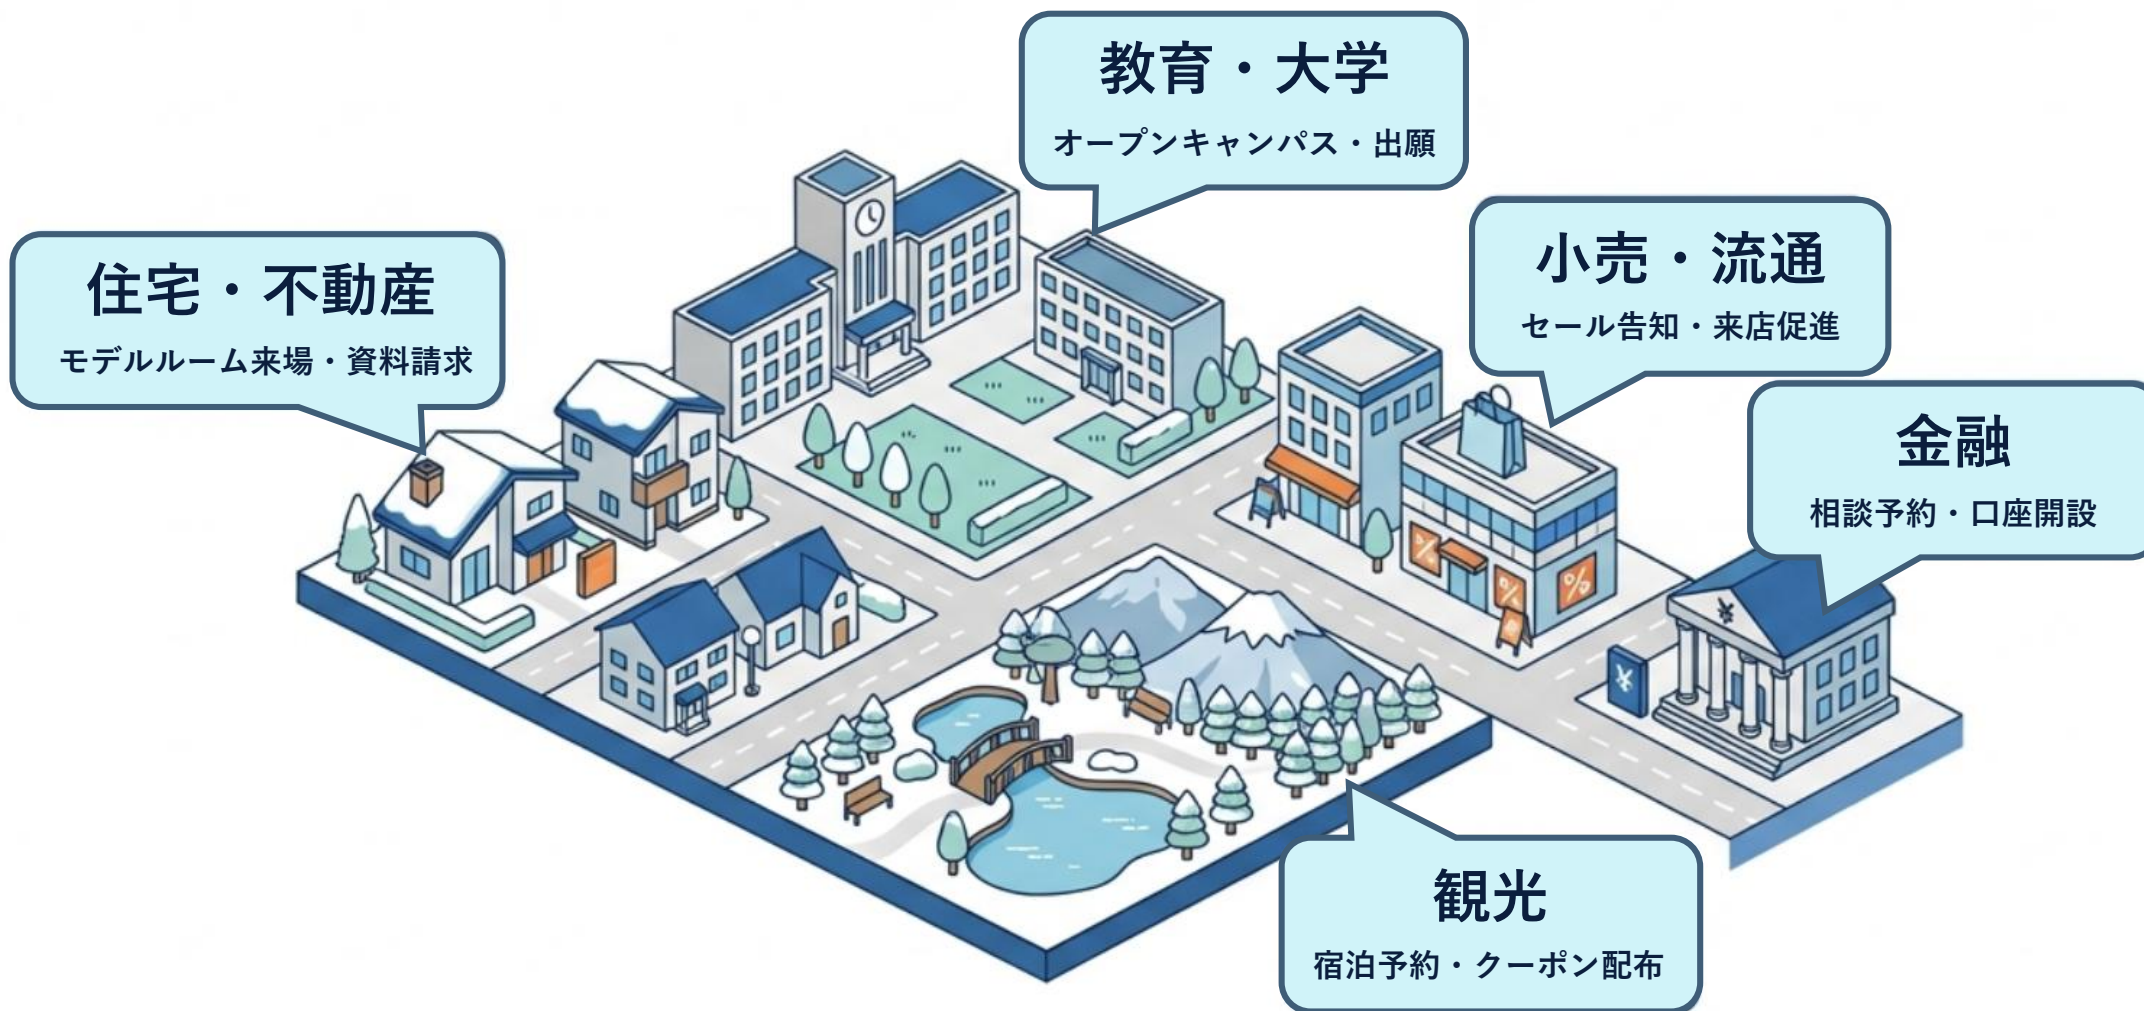 教育・大学
オープンキャンパス・出願
住宅・不動産
モデルルーム来場・資料請求
小売・流通
セール告知・来店促進
金融
相談予約・口座開設
%
%
%
¥
¥
観光
宿泊予約・クーポン配布